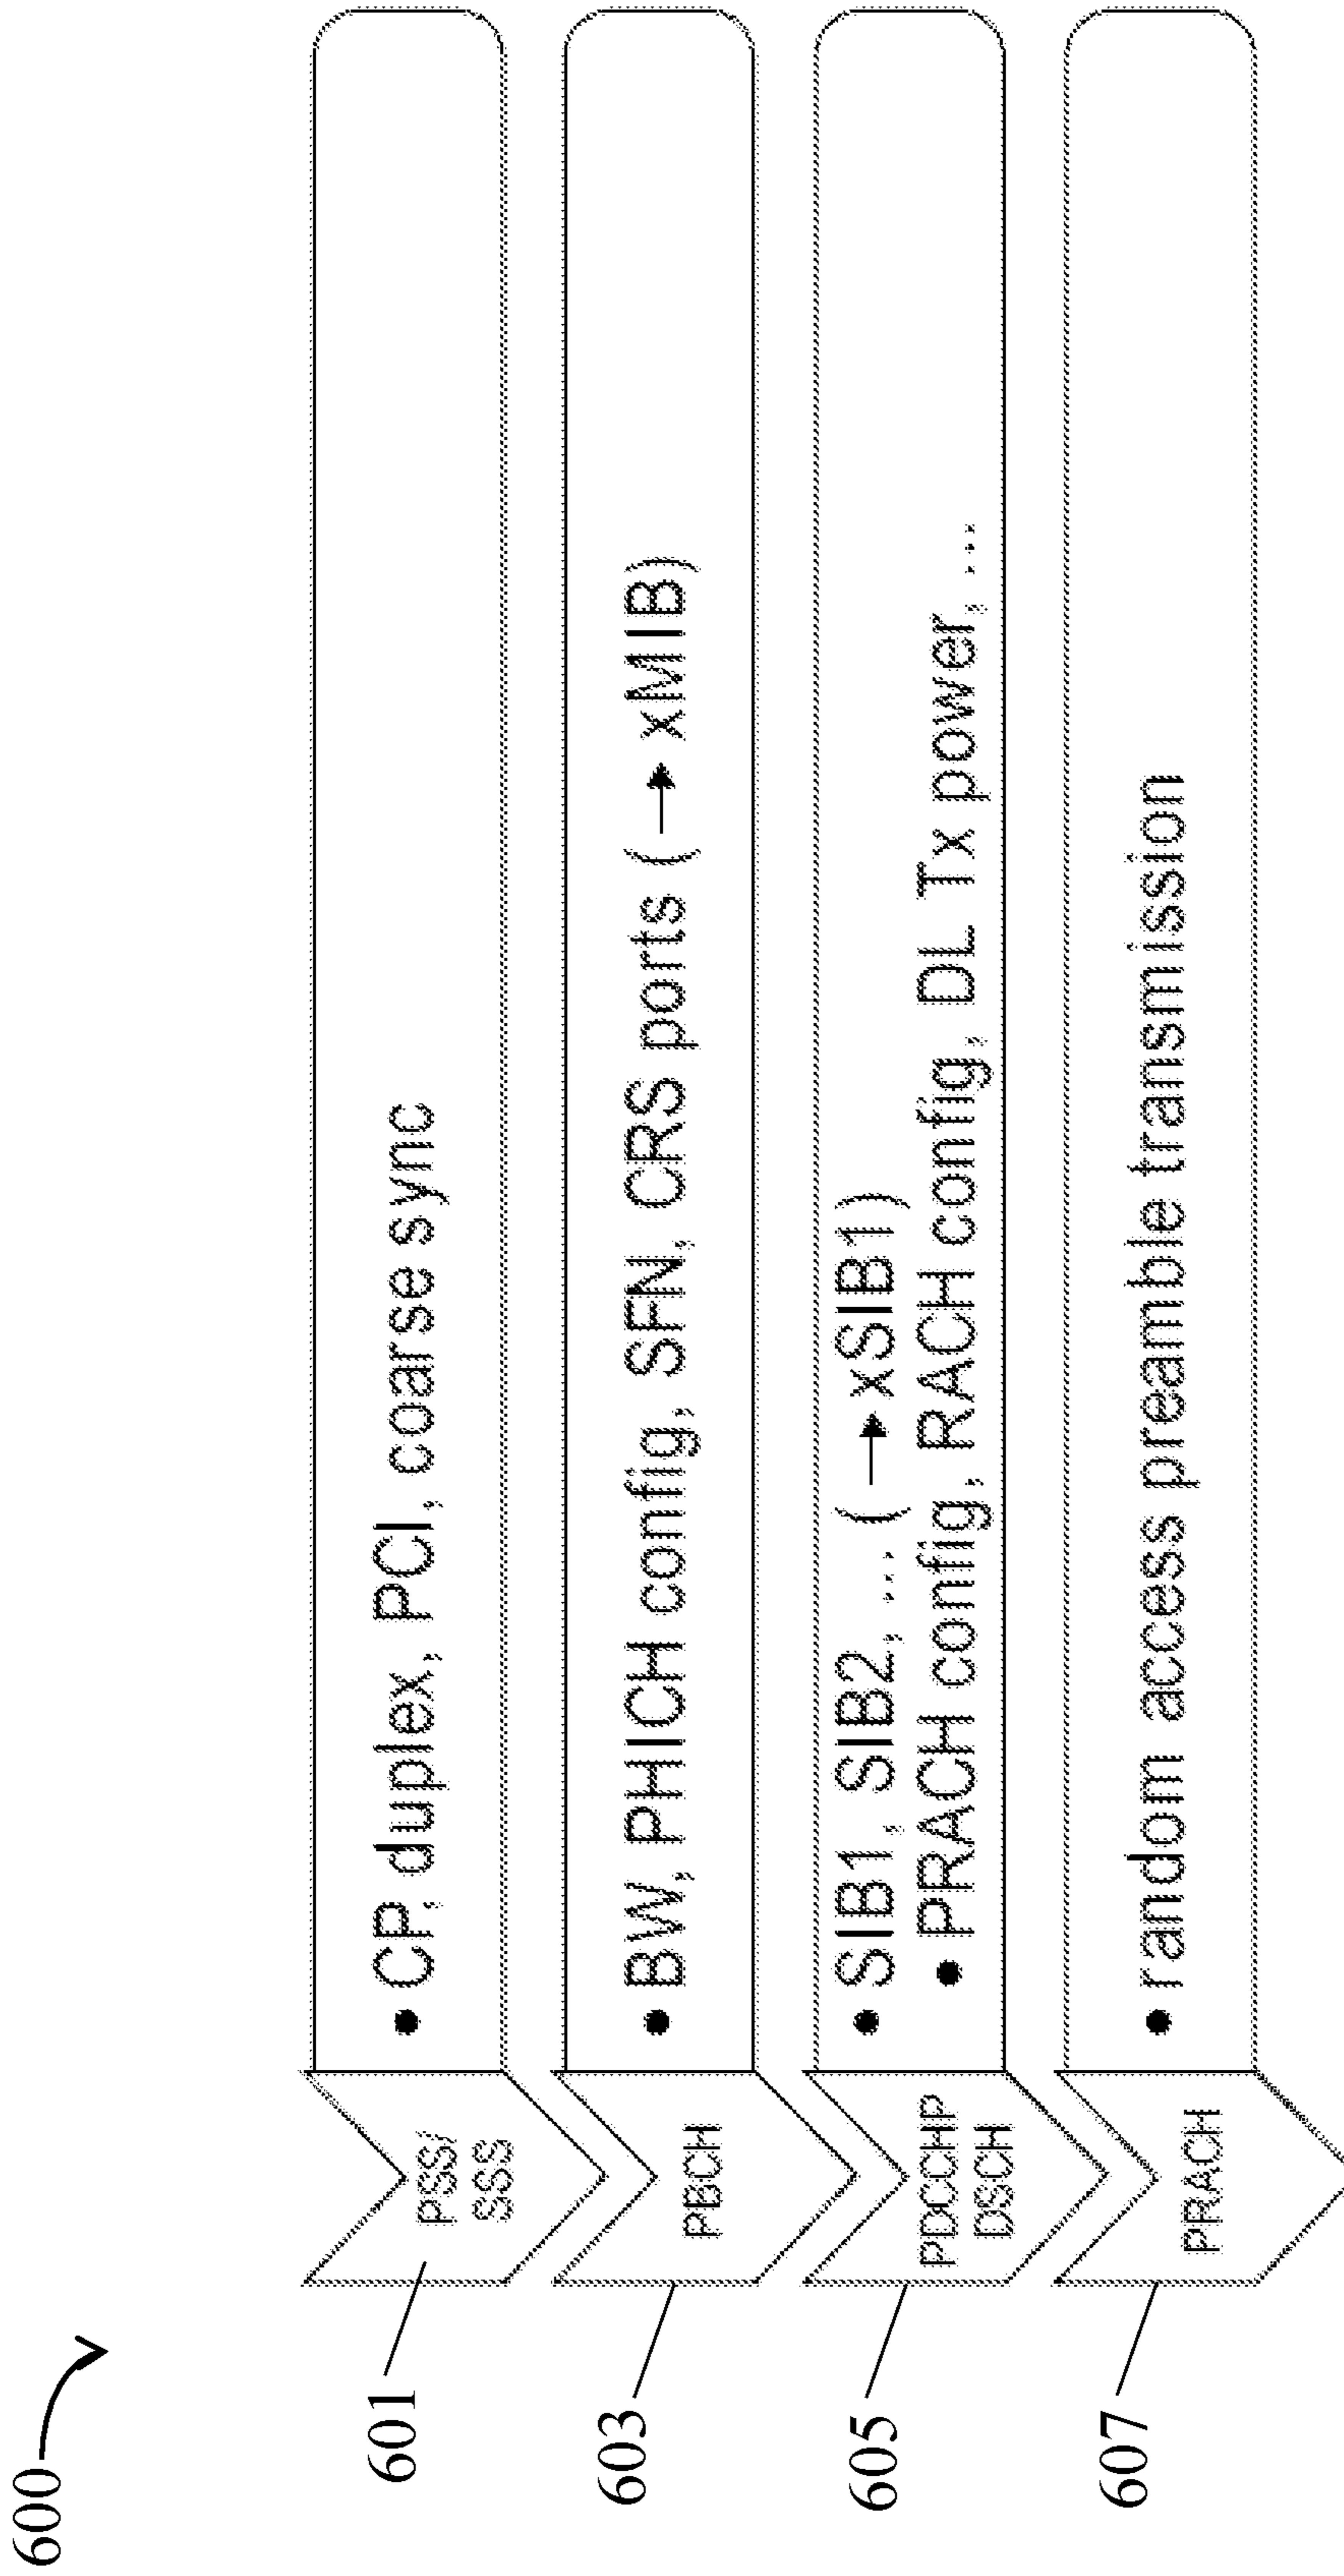 600
601
PSS/
SSS
• CP, duplex, PCI, coarse sync
603
PBCH
• BW, PHICH config, SFN, CRS ports ( → xMIB)
605
PDCCHP
DSCH
• SIB1, SIB2, ... ( → xSIB1)
• PRACH config, RACH config, DL Tx power, ...
607
PRACH
• random access preamble transmission